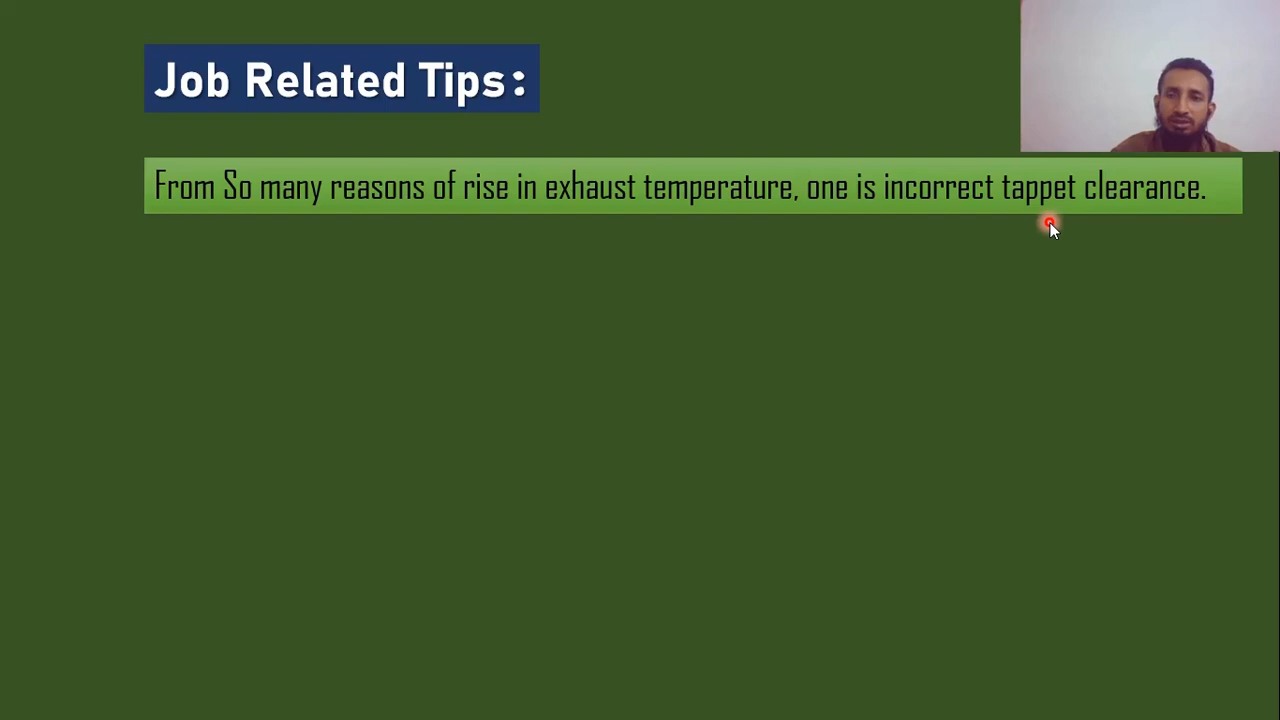 Job Related Tips:
From So many reasons of rise in exhaust temperature, one is incorrect tappet clearance.